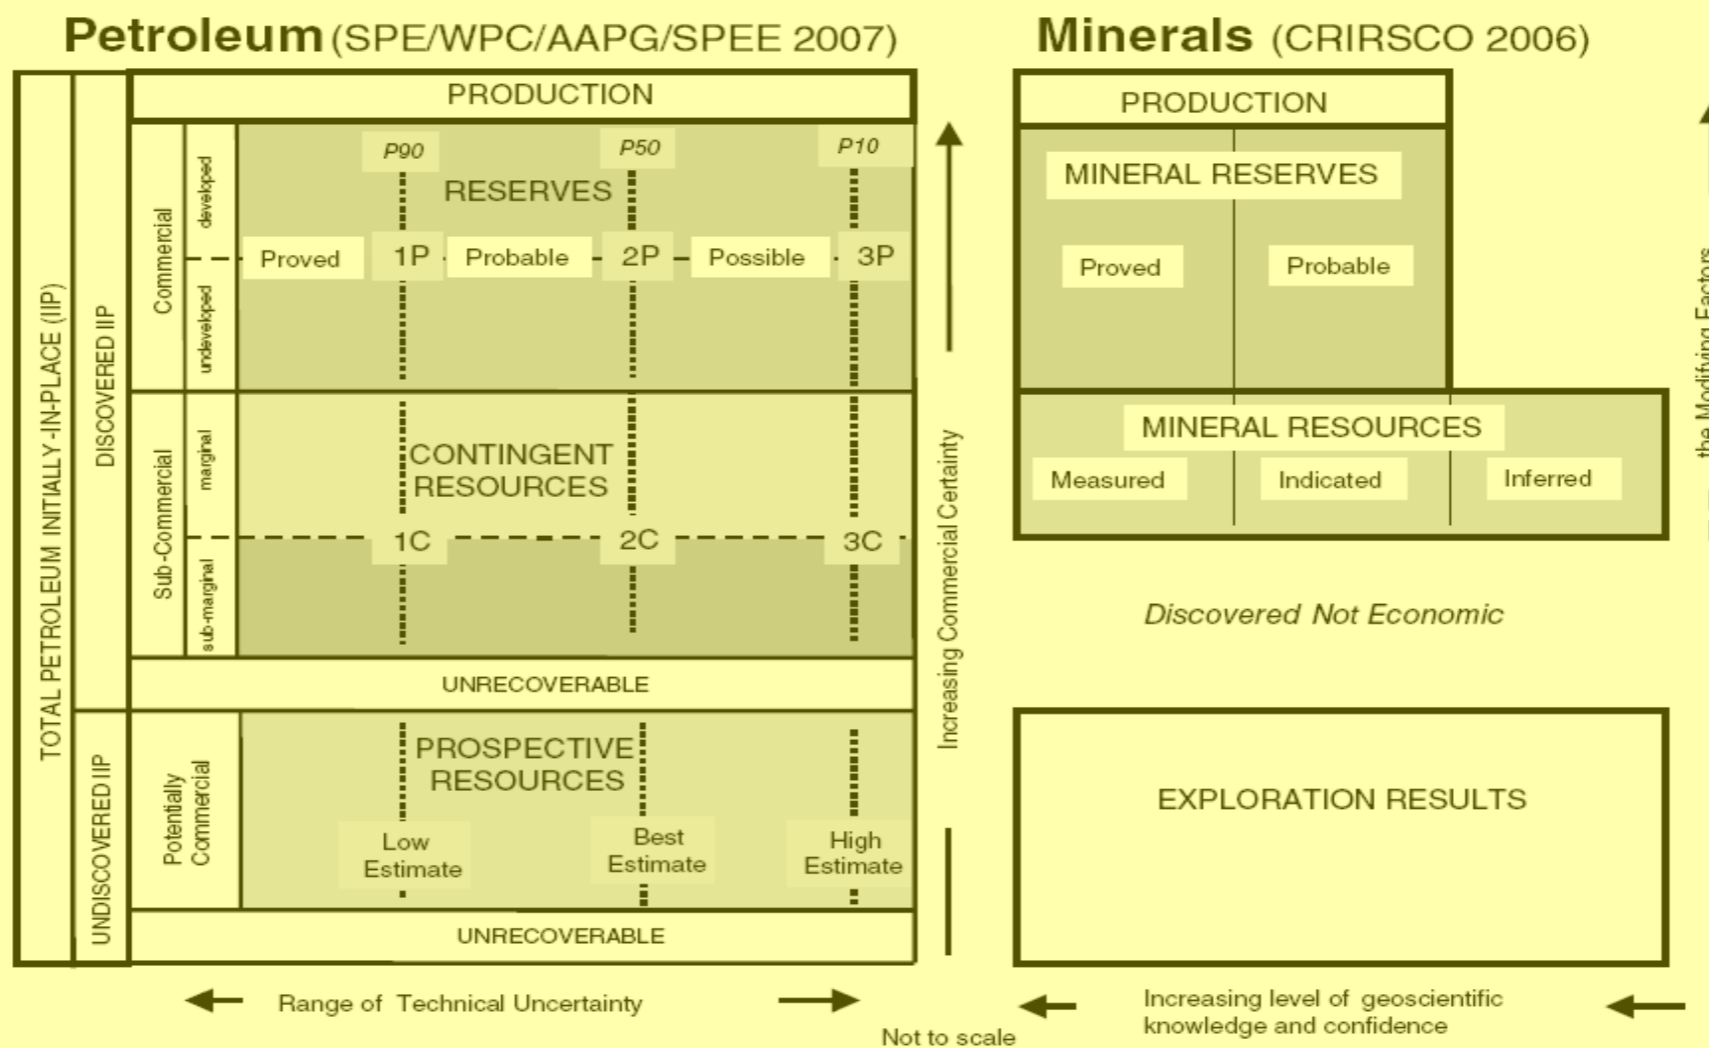 Petroleum (SPE/WPC/AAPG/SPEE 2007)
TOTAL PETROLEUM INITIALLY-IN-PLACE (IIP)
DISCOVERED IIP
UNDISCOVERED IIP
PRODUCTION
Commercial
developed
undeveloped
P90
P50
P10
RESERVES
Proved
1P
Probable
2P
Possible
3P
Sub-Commercial
marginal
sub-marginal
CONTINGENT
RESOURCES
1C
2C
3C
UNRECOVERABLE
Potentially
Commercial
PROSPECTIVE
RESOURCES
Low
Estimate
Best
Estimate
High
Estimate
UNRECOVERABLE
Range of Technical Uncertainty
Increasing Commercial Certainty
Not to scale
Minerals (CRIRSCO 2006)
PRODUCTION
MINERAL RESERVES
Proved
Probable
MINERAL RESOURCES
Measured
Indicated
Inferred
Discovered Not Economic
EXPLORATION RESULTS
Increasing level of geoscientific
knowledge and confidence
the Modifying Factors